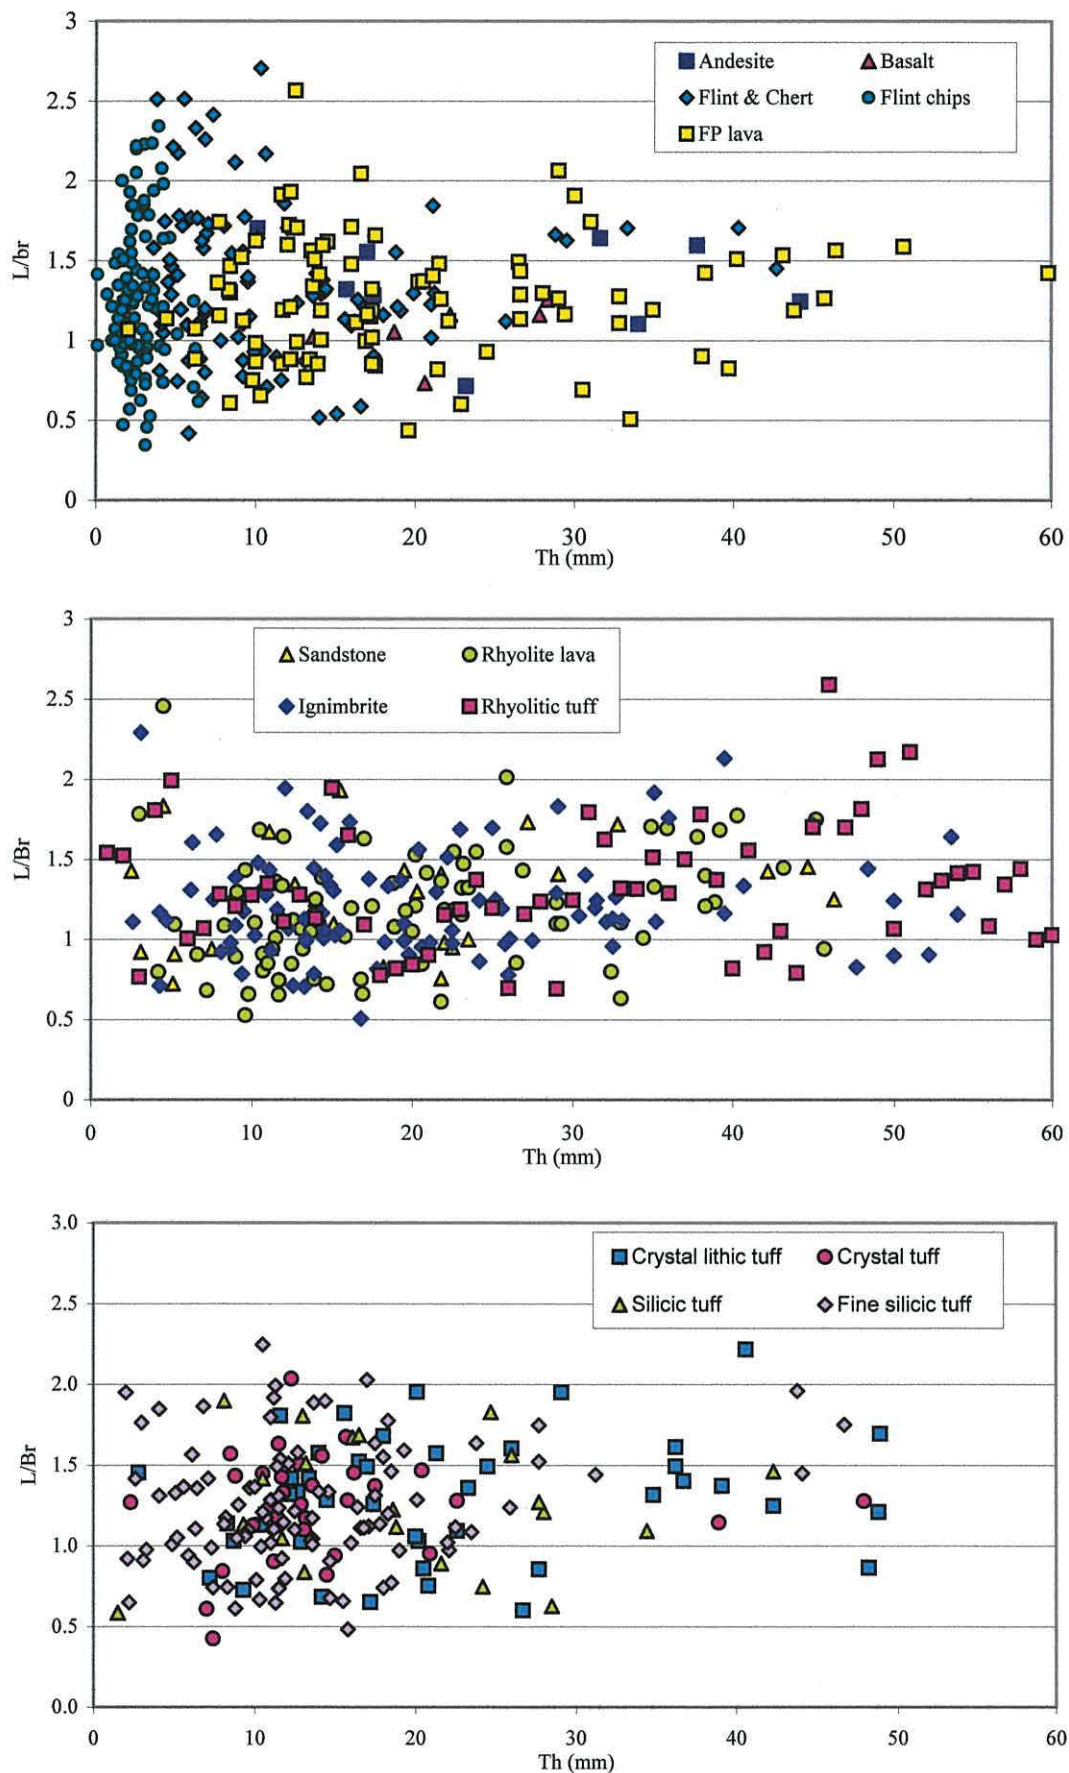 3
2.5
2
1.5
1
0.5
0
L/br
Andesite Basalt
Flint & Chert Flint chips
FP lava
0 10 20 30 40 50 60
Th (mm)
3
2.5
2
1.5
1
0.5
0
L/Br
Sandstone Rhyolite lava
Ignimbrite Rhyolitic tuff
0 10 20 30 40 50 60
Th (mm)
3.0
2.5
2.0
1.5
1.0
0.5
0.0
L/Br
Crystal lithic tuff Crystal tuff
Silicic tuff Fine silicic tuff
0 10 20 30 40 50 60
Th (mm)